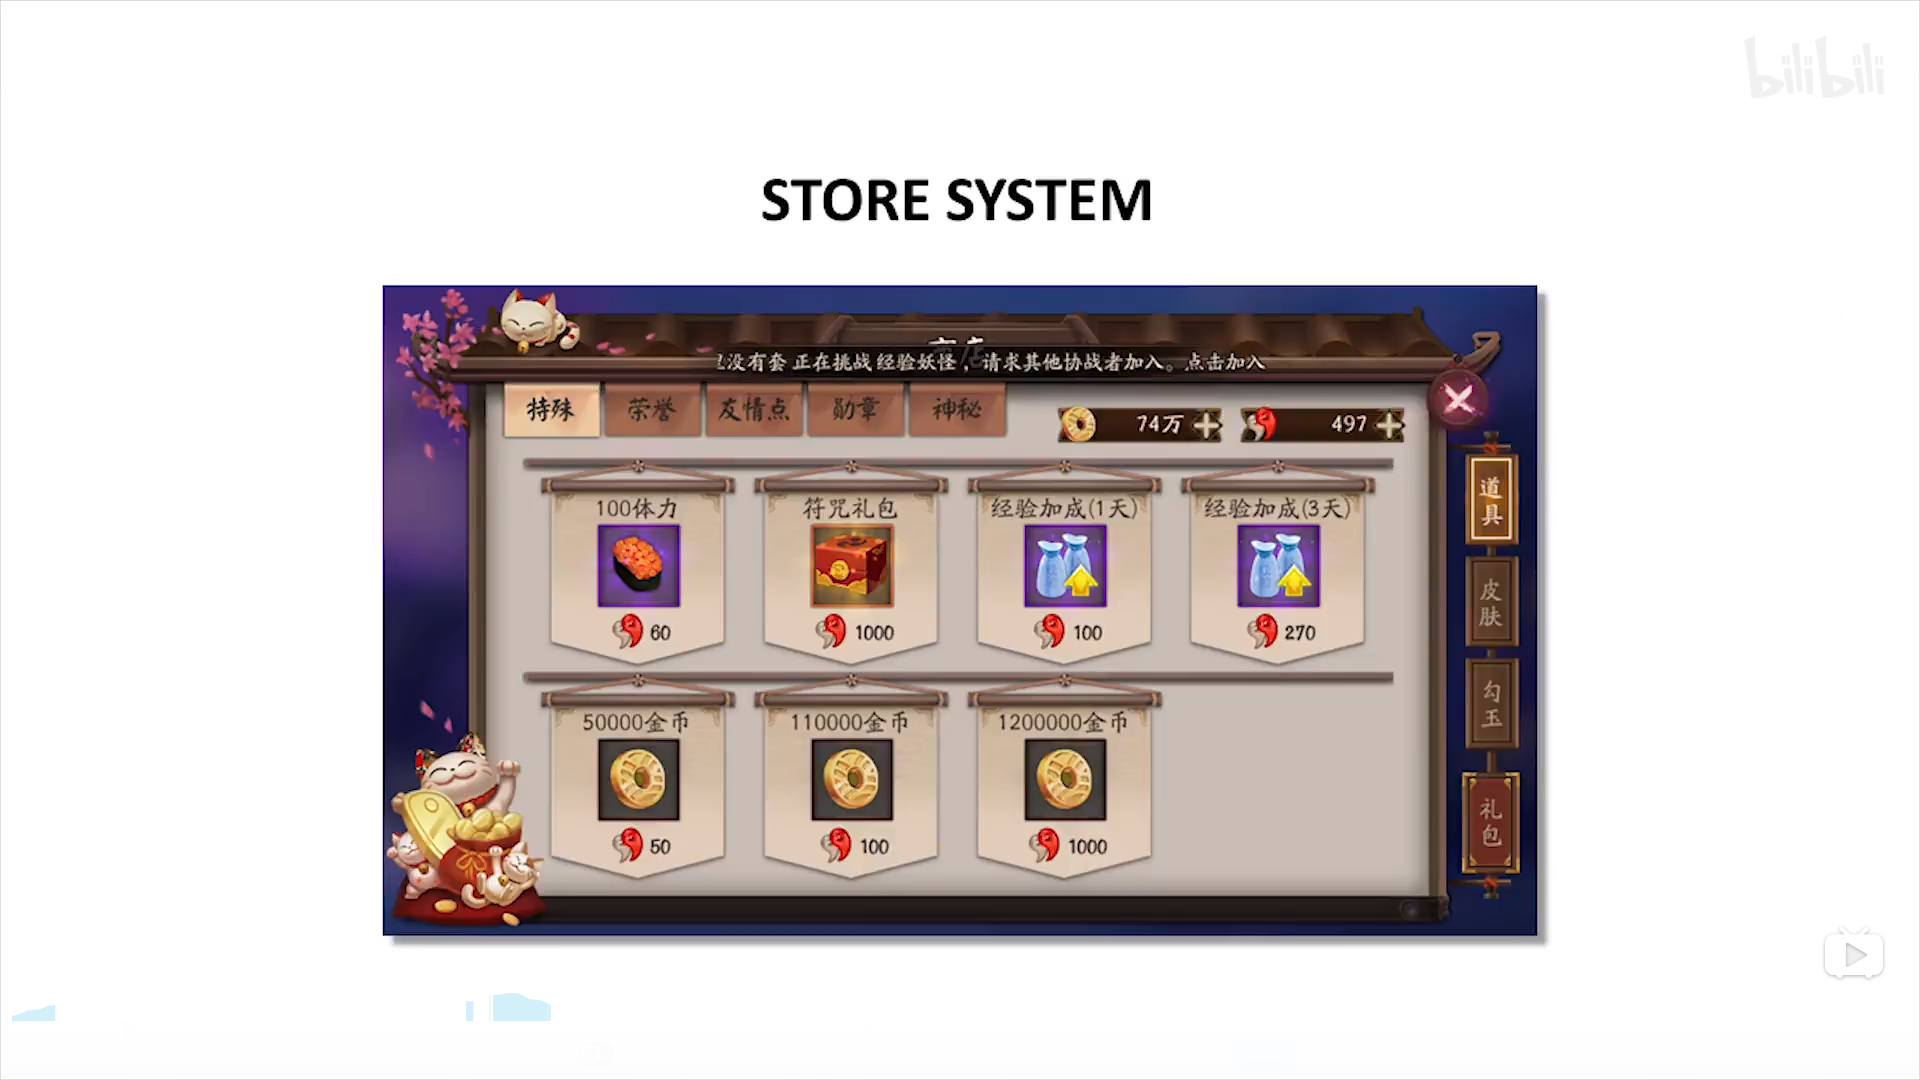 bilibili
STORE SYSTEM
没有套 正在挑战 经验妖怪，请求其他协战者加入。点击加入
特殊 荣誉 友情点 勋章 神秘
74万 497
100体力 符咒礼包 经验加成(1天) 经验加成(3天)
60 1000 100 270
50000金币 110000金币 1200000金币
50 100 1000
道具
皮肤
勾玉
礼包